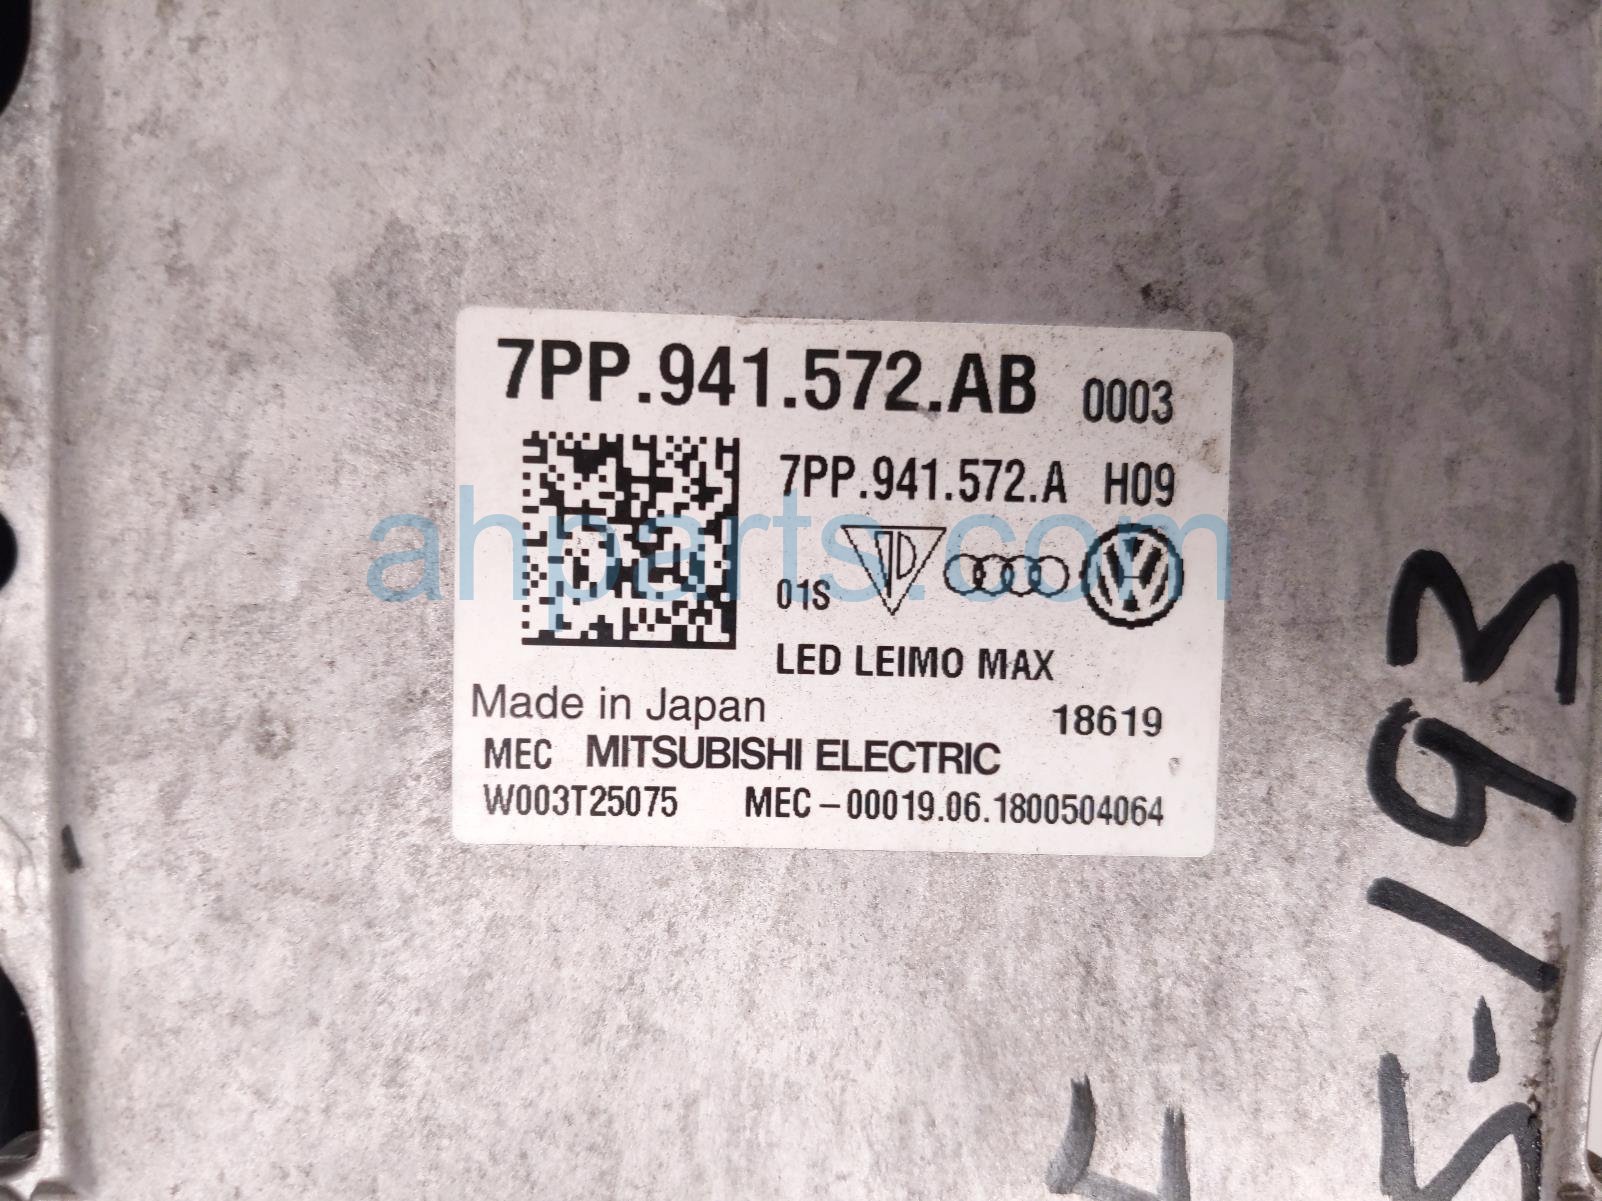 7PP.941.572.AB 0003
7PP.941.572.A H09
01S
LED LEIMO MAX
Made in Japan 18619
MEC MITSUBISHI ELECTRIC
W003T25075 MEC-00019.06.1800504064
ahparts.com
S-193